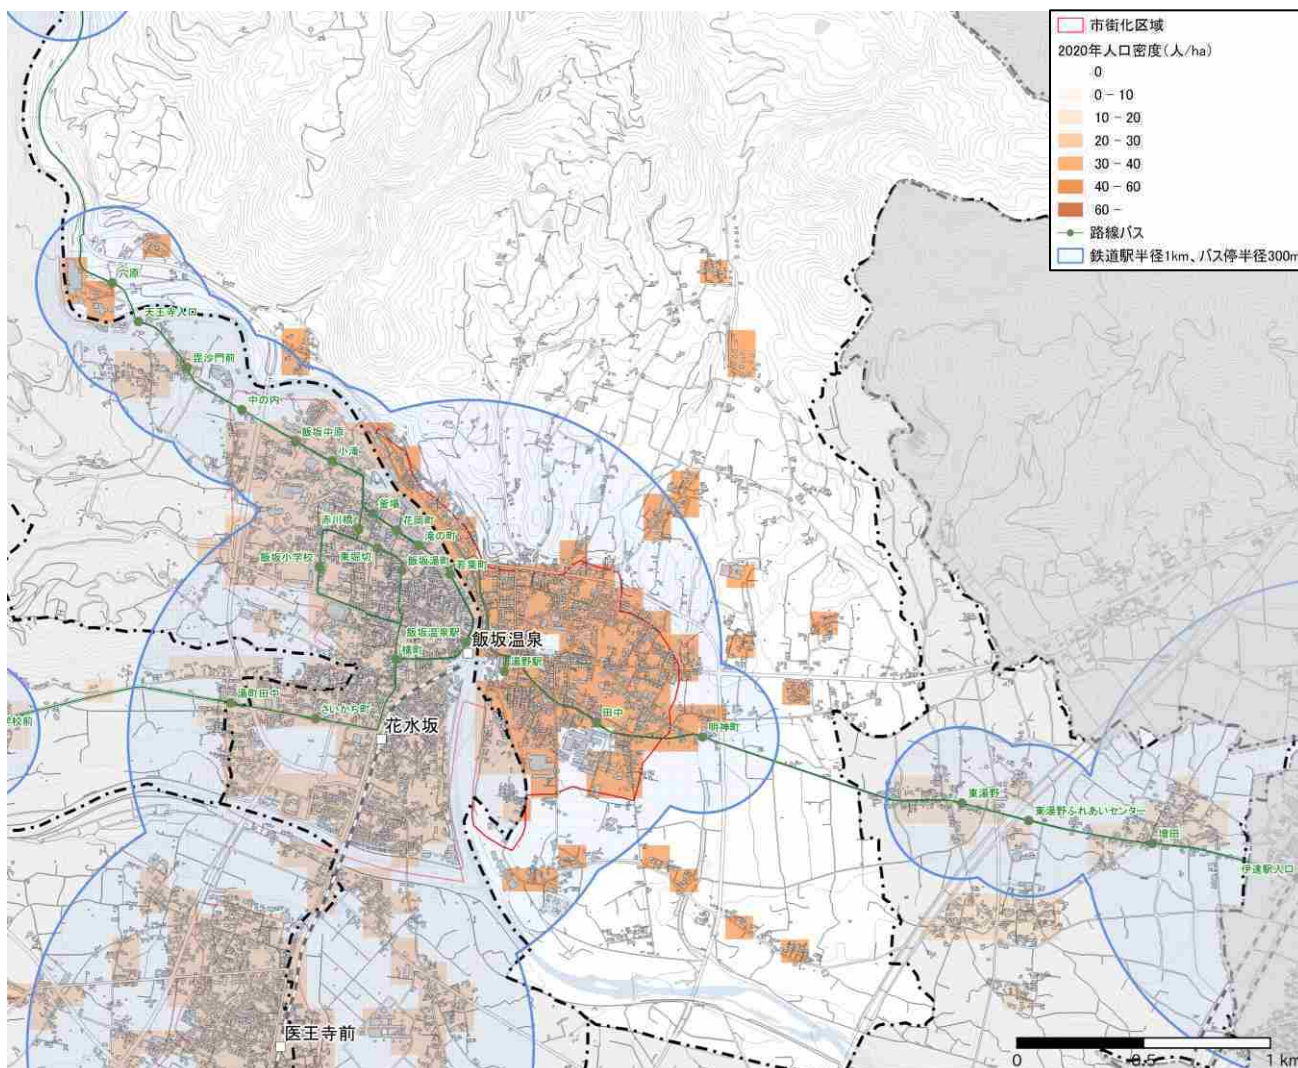 市街化区域
2020年人口密度(人/ha)
0
0 - 10
10 - 20
20 - 30
30 - 40
40 - 60
60 -
路線バス
鉄道駅半径1km、バス停半径300m
穴原
天王寺入口
毘沙門前
中の内
飯坂中原
小滝
釜場
赤川橋
花岡町
滝の町
飯坂小学校
東堀切
飯坂湯町
若葉町
飯坂温泉駅
飯坂温泉
横町
湯野駅
湯町田中
さいかち町
学校前
花水坂
田中
明神町
東湯野
東湯野ふれあいセンター
増田
伊達駅入口
医王寺前
0
0.5
1 km